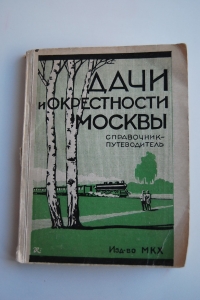 ДАЧИ
И ОКРЕСТНОСТИ
МОСКВЫ
СПРАВОЧНИК-
ПУТЕВОДИТЕЛЬ
Изд-во МКХ